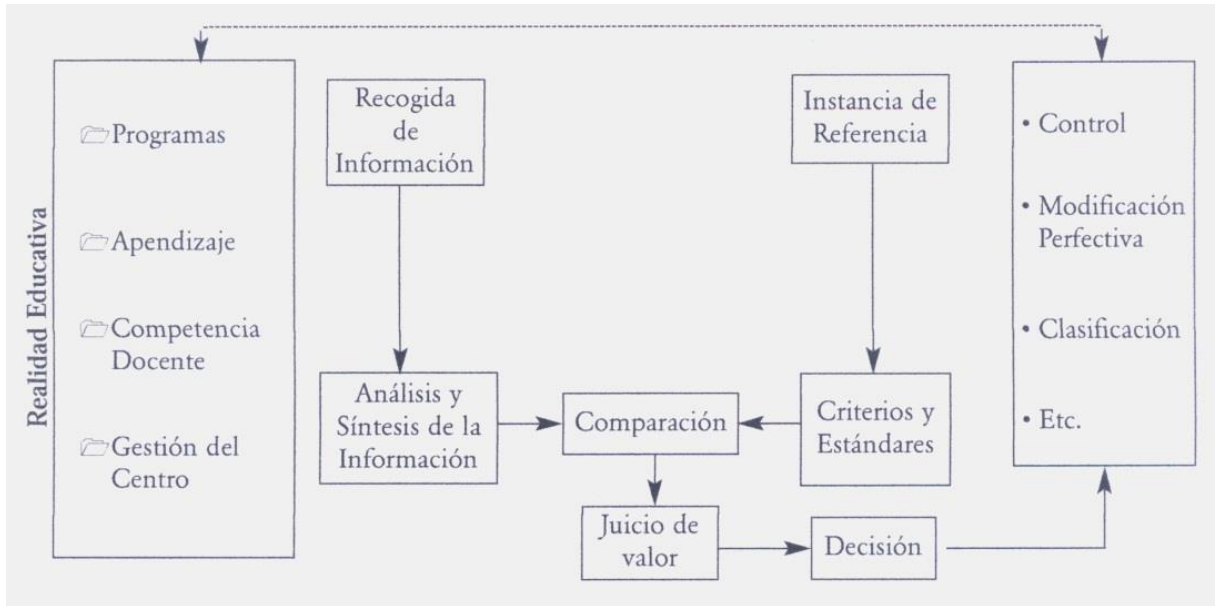 Realidad Educativa
Programas
Apendizaje
Competencia
Docente
Gestión del
Centro
Recogida
de
Información
Análisis y
Síntesis de la
Información
Comparación
Juicio de
valor
Decisión
Instancia de
Referencia
Criterios y
Estándares
• Control
• Modificación
Perfectiva
• Clasificación
• Etc.